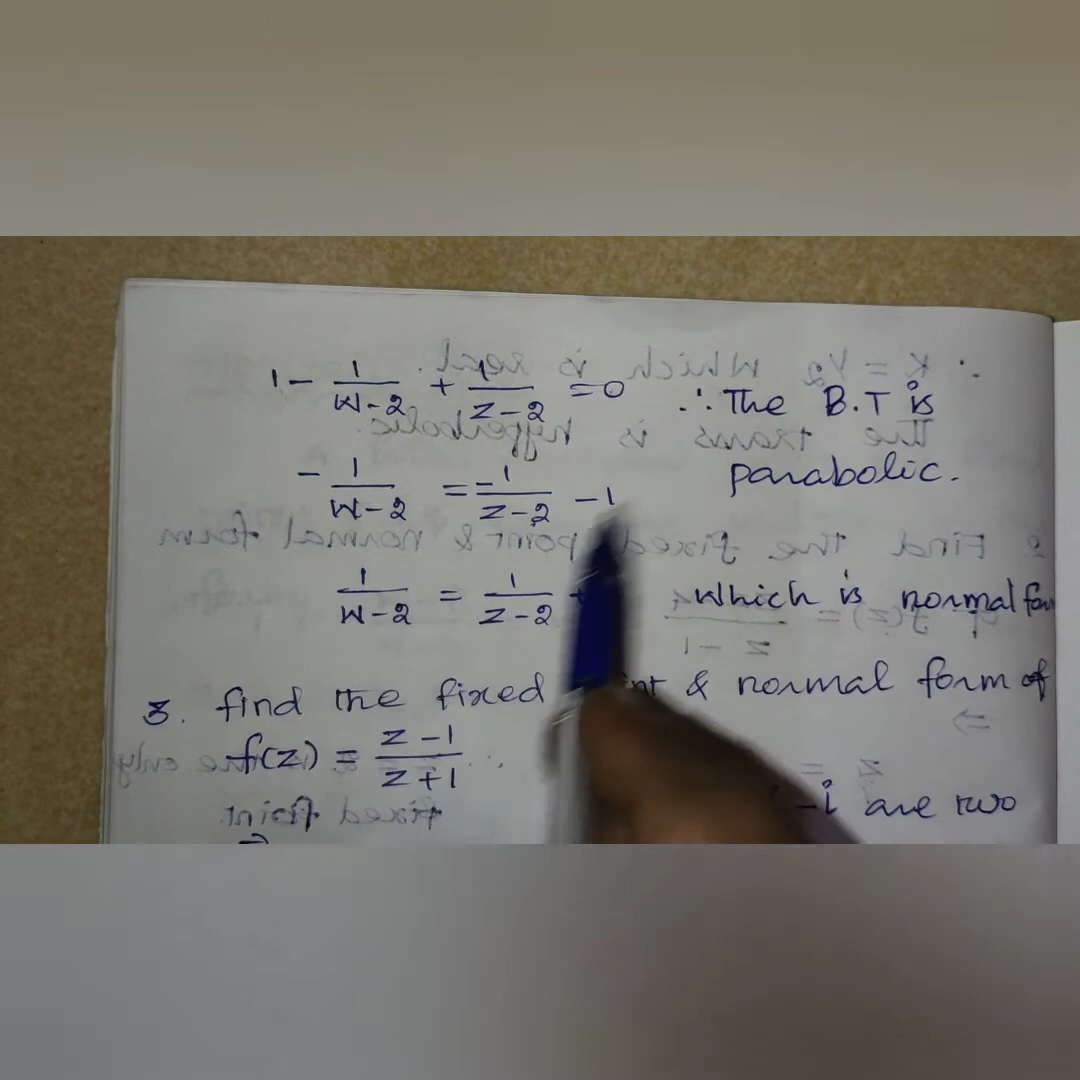 1 - 1/(W-2) + 1/(Z-2) = 0 ∴ The B.T is
parabolic.
- 1/(W-2) = -1/(Z-2) - 1
1/(W-2) = 1/(Z-2) + which is normal
3. find the fixed & normal form of
f(z) = (z-1)/(z+1)
-i are two